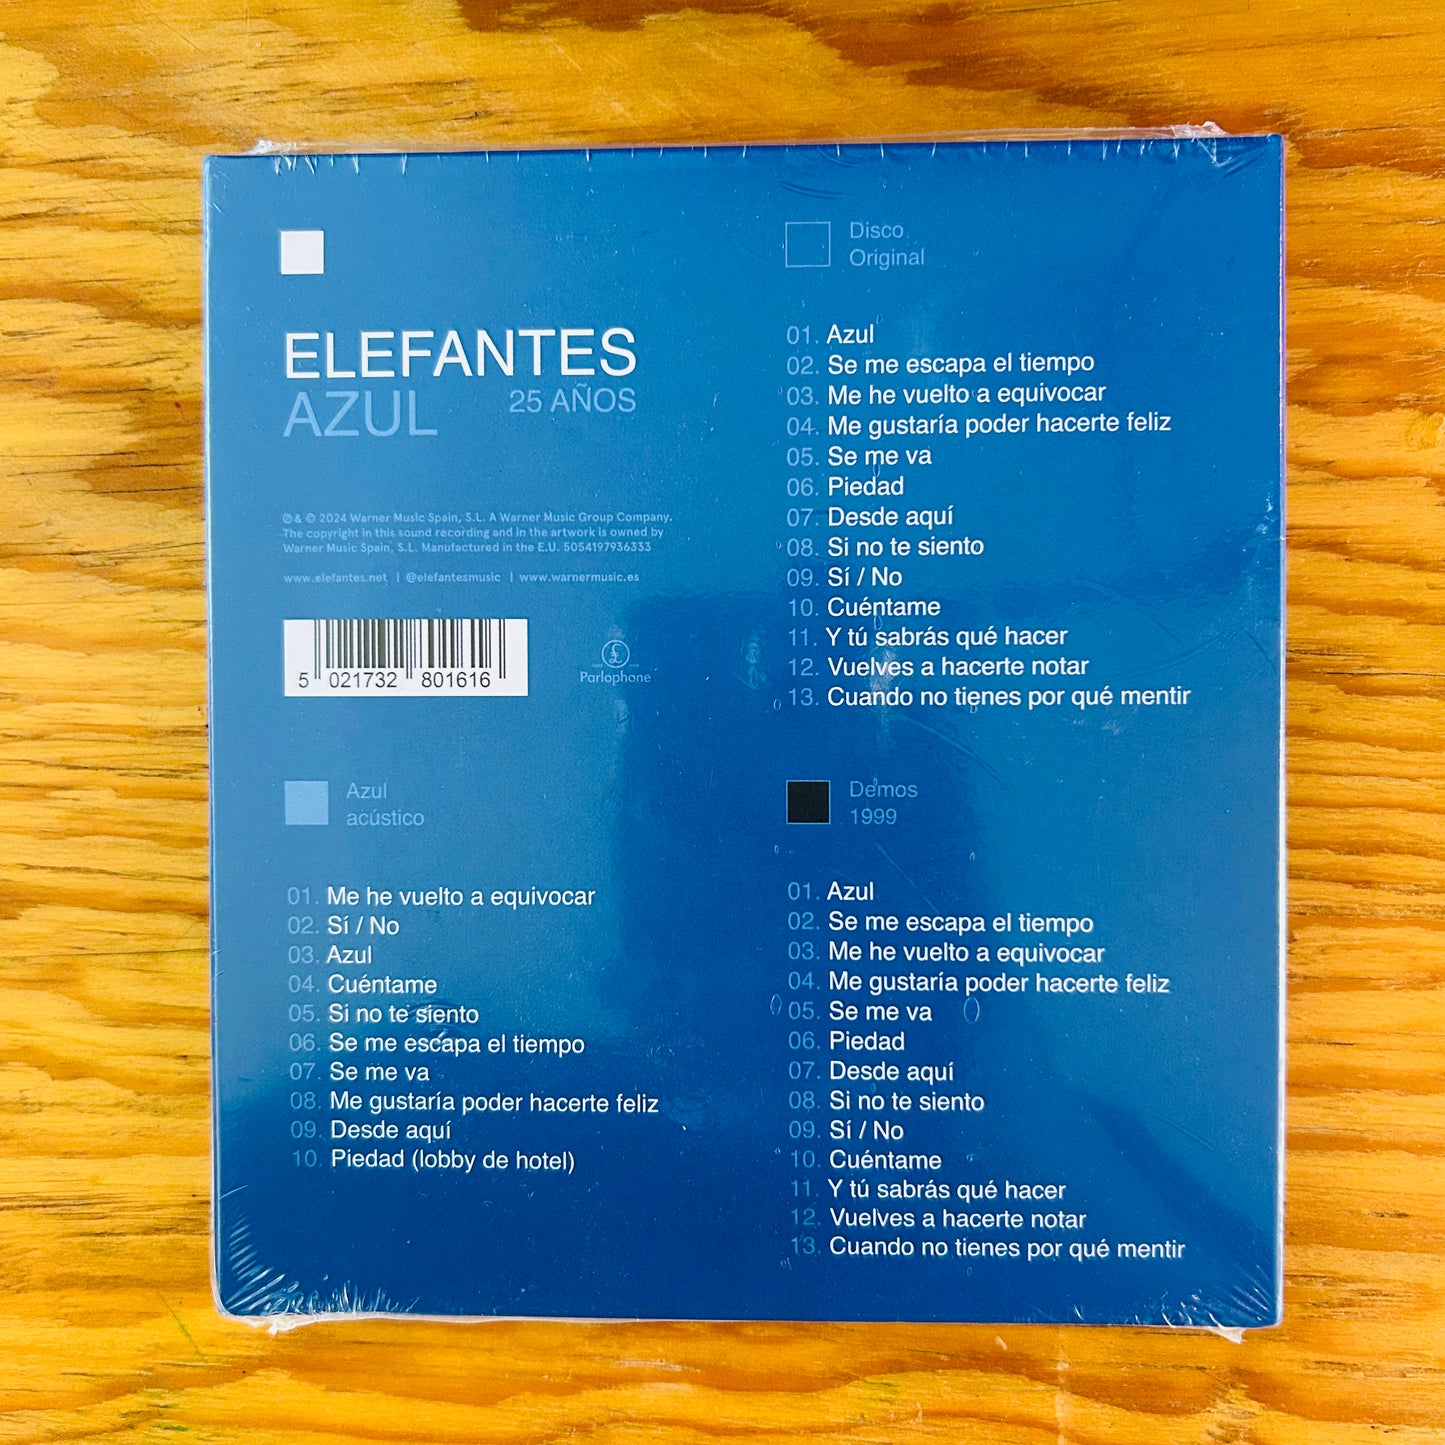 ELEFANTES
AZUL 25 AÑOS
℗ & © 2024 Warner Music Spain, S.L. A Warner Music Group Company.
The copyright in this sound recording and in the artwork is owned by
Warner Music Spain, S.L. Manufactured in the E.U. 5054197936333
www.elefantes.net | @elefantesmusic | www.warnermusic.es
5 021732 801616
£
Parlophone
Disco
Original
01. Azul
02. Se me escapa el tiempo
03. Me he vuelto a equivocar
04. Me gustaría poder hacerte feliz
05. Se me va
06. Piedad
07. Desde aquí
08. Si no te siento
09. Sí / No
10. Cuéntame
11. Y tú sabrás qué hacer
12. Vuelves a hacerte notar
13. Cuando no tienes por qué mentir
Azul
acústico
01. Me he vuelto a equivocar
02. Sí / No
03. Azul
04. Cuéntame
05. Si no te siento
06. Se me escapa el tiempo
07. Se me va
08. Me gustaría poder hacerte feliz
09. Desde aquí
10. Piedad (lobby de hotel)
Demos
1999
01. Azul
02. Se me escapa el tiempo
03. Me he vuelto a equivocar
04. Me gustaría poder hacerte feliz
05. Se me va
06. Piedad
07. Desde aquí
08. Si no te siento
09. Sí / No
10. Cuéntame
11. Y tú sabrás qué hacer
12. Vuelves a hacerte notar
13. Cuando no tienes por qué mentir